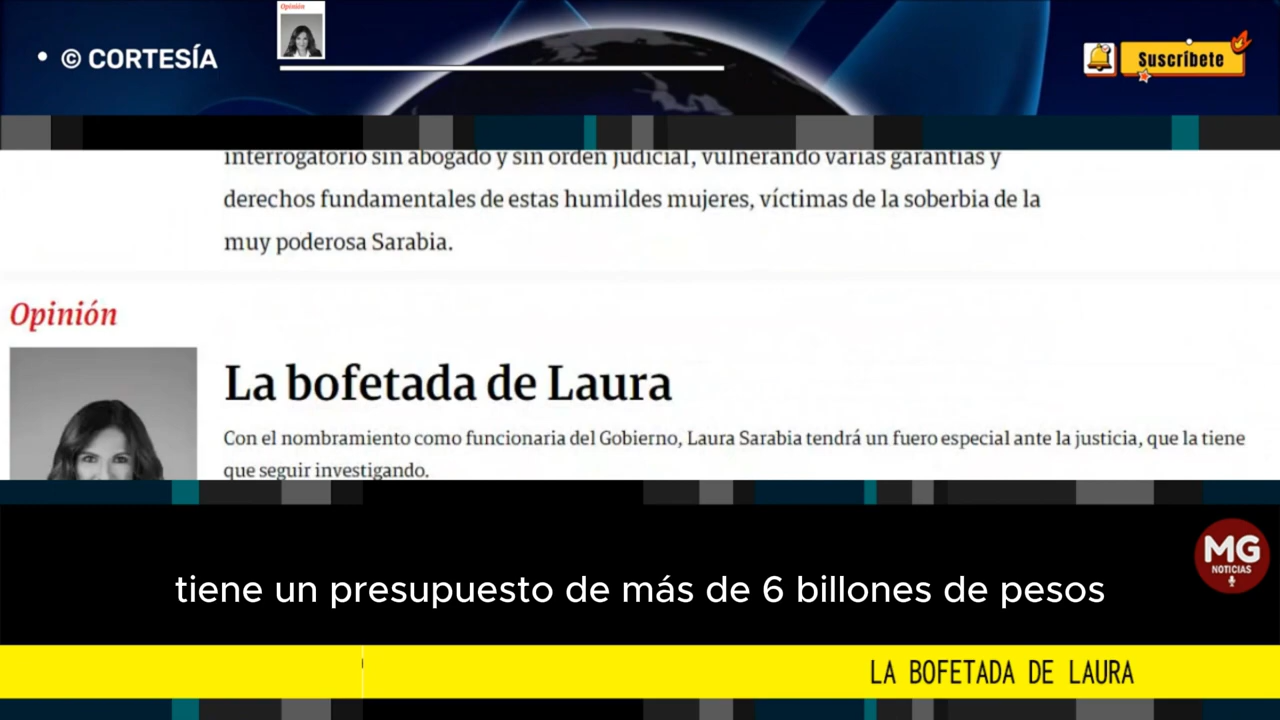 Opinión
• © CORTESÍA
Suscríbete
interrogatorio sin abogado y sin orden judicial, vulnerando varias garantías y
derechos fundamentales de estas humildes mujeres, víctimas de la soberbia de la
muy poderosa Sarabia.
Opinión
La bofetada de Laura
Con el nombramiento como funcionaria del Gobierno, Laura Sarabia tendrá un fuero especial ante la justicia, que la tiene
que seguir investigando.
MG
NOTICIAS
tiene un presupuesto de más de 6 billones de pesos
LA BOFETADA DE LAURA